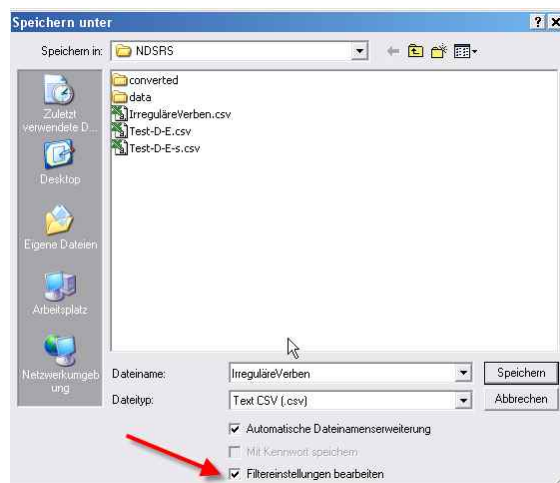 Speichern unter
Speichern in:
NDSRS
converted
data
IrreguläreVerben.csv
Test-D-E.csv
Test-D-E-s.csv
Zuletzt
verwendete D...
Desktop
Eigene Dateien
Arbeitsplatz
Netzwerkumgeb
ung
Dateiname:
IrreguläreVerben
Speichern
Dateityp:
Text CSV (.csv)
Abbrechen
Automatische Dateinamenserweiterung
Mit Kennwort speichern
Filtereinstellungen bearbeiten